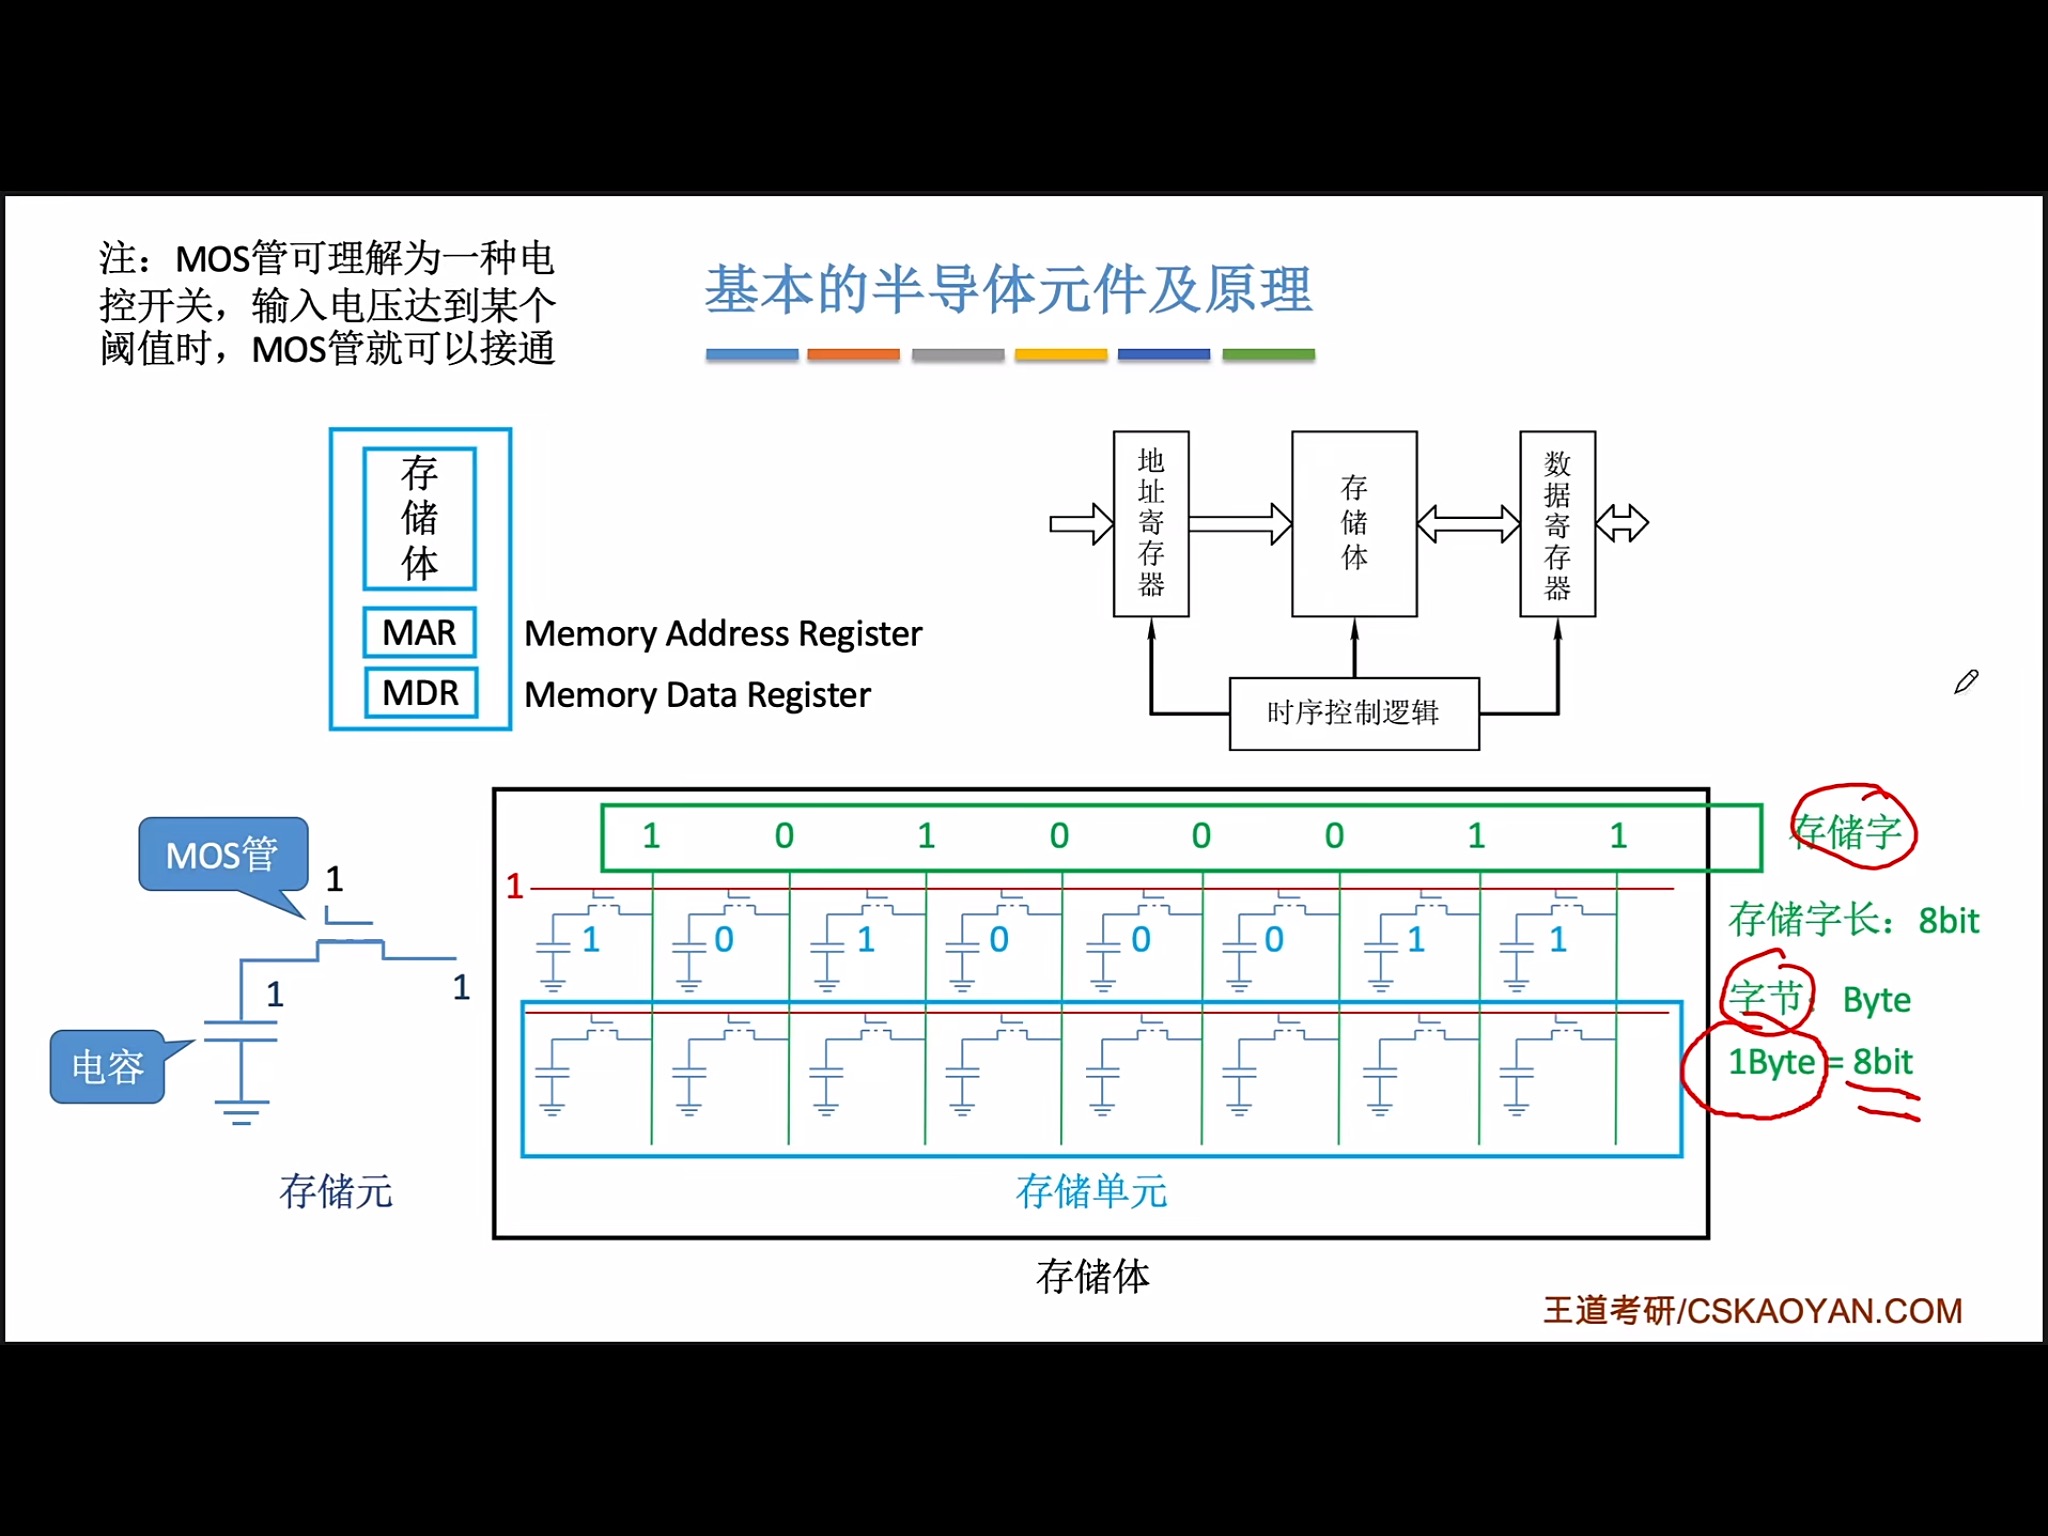 注：MOS管可理解为一种电
控开关，输入电压达到某个
阈值时，MOS管就可以接通
基本的半导体元件及原理
存储体
MAR
Memory Address Register
MDR
Memory Data Register
地址寄存器
存储体
数据寄存器
时序控制逻辑
MOS管
1
1
1
电容
存储元
1 0 1 0 0 0 1 1
存储字
1
1 0 1 0 0 0 1 1
存储字长：8bit
字节：Byte
1Byte = 8bit
存储单元
存储体
王道考研/CSKAOYAN.COM